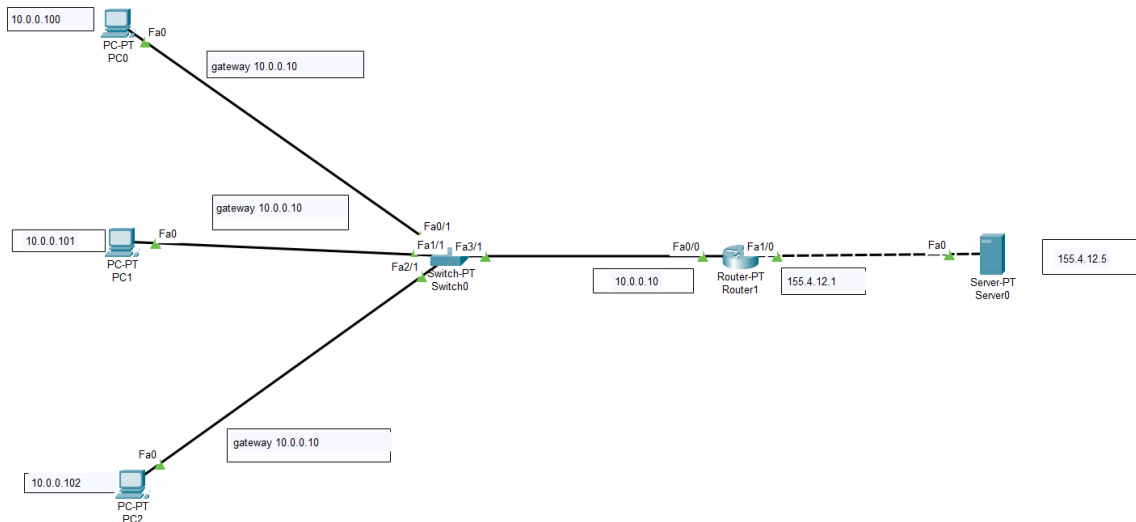 10.0.0.100
Fa0
PC-PT
PC0
gateway 10.0.0.10
gateway 10.0.0.10
10.0.0.101
Fa0
PC-PT
PC1
Fa0/1
Fa1/1
Fa3/1
Fa2/1
Switch-PT
Switch0
Fa0/0
Fa1/0
10.0.0.10
Router-PT
Router1
155.4.12.1
Fa0
Server-PT
Server0
155.4.12.5
gateway 10.0.0.10
Fa0
10.0.0.102
PC-PT
PC2